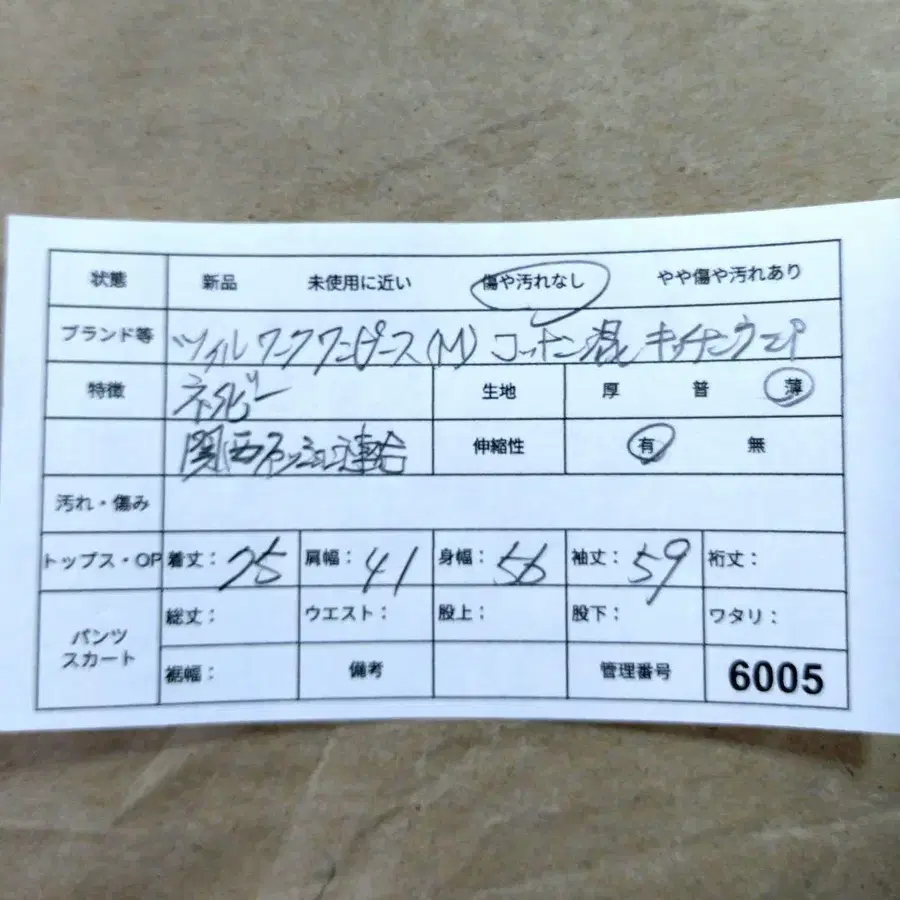 状態 新品 未使用に近い 傷や汚れなし やや傷や汚れあり
ブランド等 ツイル ワーク ワンピース (M) コットン混 キッチンウェア
特徴 ネイビー 生地 厚 普 薄
関西ファッション連合 伸縮性 有 無
汚れ・傷み
トップス・OP 着丈: 75 肩幅: 41 身幅: 56 袖丈: 59 裄丈:
パンツ スカート 総丈: ウエスト: 股上: 股下: ワタリ:
裾幅: 備考 管理番号 6005